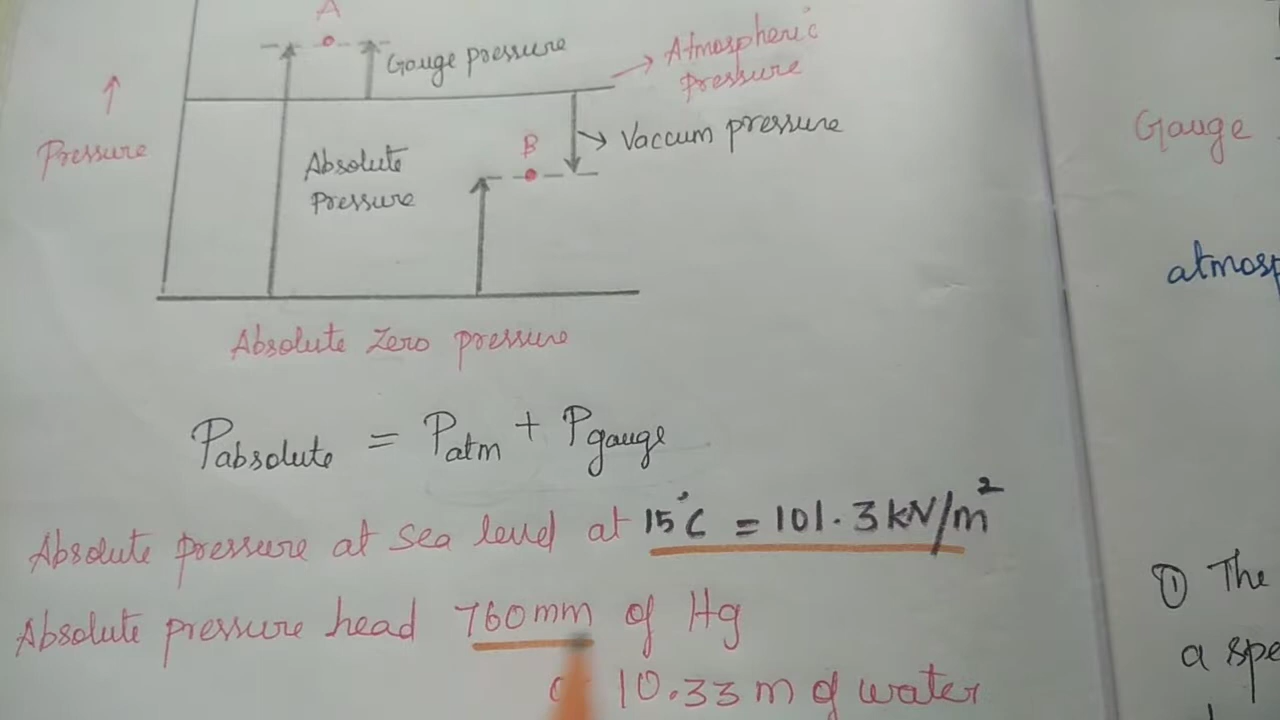 A
Gauge pressure
Atmospheric
Pressure
↑
Pressure
Absolute
Pressure
B
Vaccum pressure
Absolute Zero pressure
Pabsolute = Patm + Pgauge
Absolute pressure at sea level at 15°C = 101.3 kN/m²
Absolute pressure head 760mm of Hg
10.33 m of water
Gauge
① The
a spe